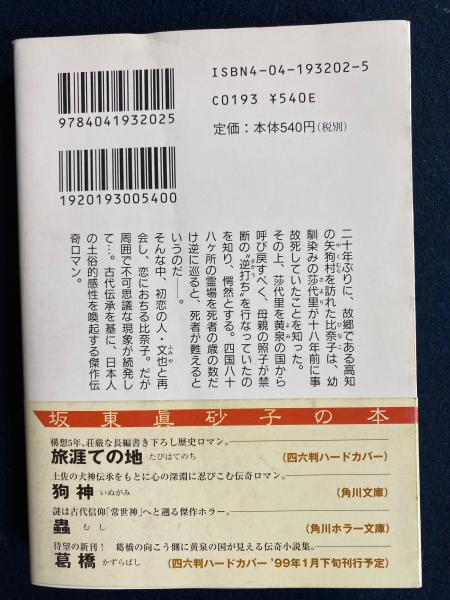 ISBN4-04-193202-5
C0193 ¥540E
定価：本体540円(税別)
9784041932025
1920193005400
二十年ぶりに、故郷である高知
の矢狗村を訪れた比奈子は、幼
馴染みの莎代里が十八年前に事
故死していたことを知った。
その上、莎代里を黄泉の国から
呼び戻すべく、母親の照子が禁
断の〝逆打ち〟を行なっていたの
を知り、愕然とする。四国八十
八ヶ所の霊場を死者の歳の数だ
け逆に巡ると、死者が甦えると
いうのだ――。
そんな中、初恋の人・文也と再
会し、恋におちる比奈子。だが
周囲で不可思議な現象が続発し
て…。古代伝承を基に、日本人
の土俗的感性を喚起する傑作伝
奇ロマン。
坂東眞砂子の本
構想5年、荘厳な長編書き下ろし歴史ロマン。
旅涯ての地 たびはてのち (四六判ハードカバー)
土佐の犬神伝承をもとに心の深淵に忍びこむ伝奇ロマン。
狗神 いぬがみ (角川文庫)
謎は古代信仰「常世神」へと遡る傑作ホラー。
蟲 むし (角川ホラー文庫)
待望の新刊！ 葛橋の向こう側に黄泉の国が見える伝奇小説集。
葛橋 かずらばし (四六判ハードカバー '99年1月下旬刊行予定)